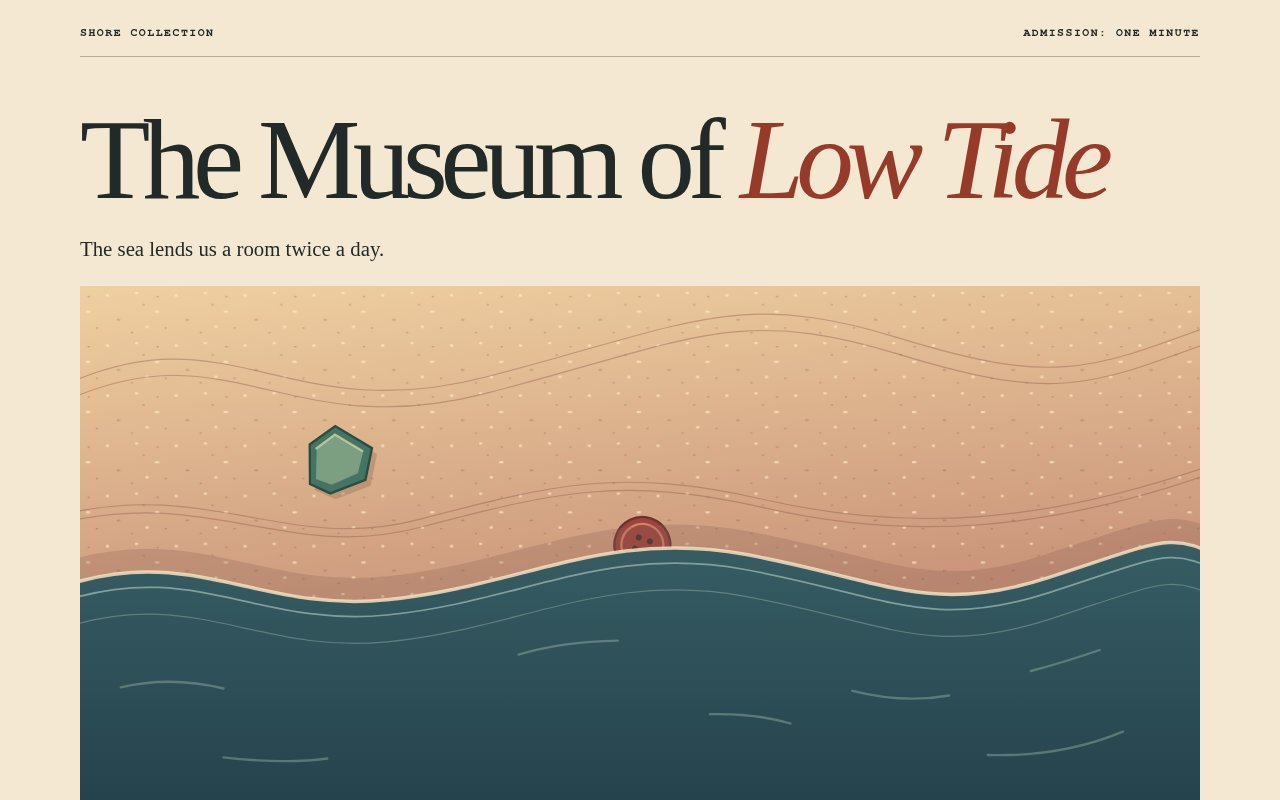 SHORE COLLECTION
ADMISSION: ONE MINUTE
The Museum of Low Tide
The sea lends us a room twice a day.